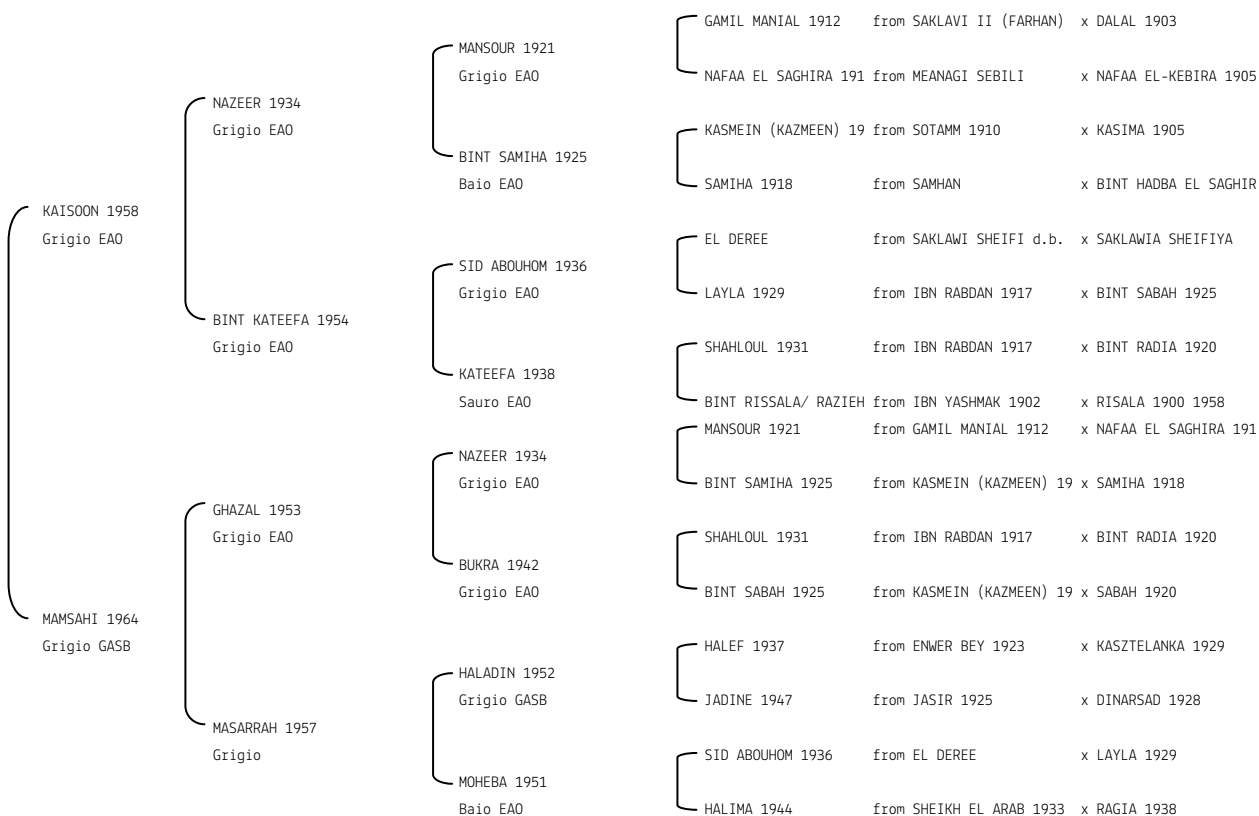 GAMIL MANIAL 1912 from SAKLAVI II (FARHAN) x DALAL 1903
MANSOUR 1921
Grigio EAO
NAFAA EL SAGHIRA 191 from MEANAGI SEBILI x NAFAA EL-KEBIRA 1905
NAZEER 1934
Grigio EAO
KASMEIN (KAZMEEN) 19 from SOTAMM 1910 x KASIMA 1905
BINT SAMIHA 1925
Baio EAO
SAMIHA 1918 from SAMHAN x BINT HADBA EL SAGHIR
KAISOON 1958
Grigio EAO
EL DEREE from SAKLAWI SHEIFI d.b. x SAKLAWIA SHEIFIYA
SID ABOUHOM 1936
Grigio EAO
LAYLA 1929 from IBN RABDAN 1917 x BINT SABAH 1925
BINT KATEEFA 1954
Grigio EAO
SHAHLOUL 1931 from IBN RABDAN 1917 x BINT RADIA 1920
KATEEFA 1938
Sauro EAO
BINT RISSALA/ RAZIEH from IBN YASHMAK 1902 x RISALA 1900 1958
MANSOUR 1921 from GAMIL MANIAL 1912 x NAFAA EL SAGHIRA 191
NAZEER 1934
Grigio EAO
BINT SAMIHA 1925 from KASMEIN (KAZMEEN) 19 x SAMIHA 1918
GHAZAL 1953
Grigio EAO
SHAHLOUL 1931 from IBN RABDAN 1917 x BINT RADIA 1920
BUKRA 1942
Grigio EAO
BINT SABAH 1925 from KASMEIN (KAZMEEN) 19 x SABAH 1920
MAMSAHI 1964
Grigio GASB
HALEF 1937 from ENWER BEY 1923 x KASZTELANKA 1929
HALADIN 1952
Grigio GASB
JADINE 1947 from JASIR 1925 x DINARSAD 1928
MASARRAH 1957
Grigio
SID ABOUHOM 1936 from EL DEREE x LAYLA 1929
MOHEBA 1951
Baio EAO
HALIMA 1944 from SHEIKH EL ARAB 1933 x RAGIA 1938